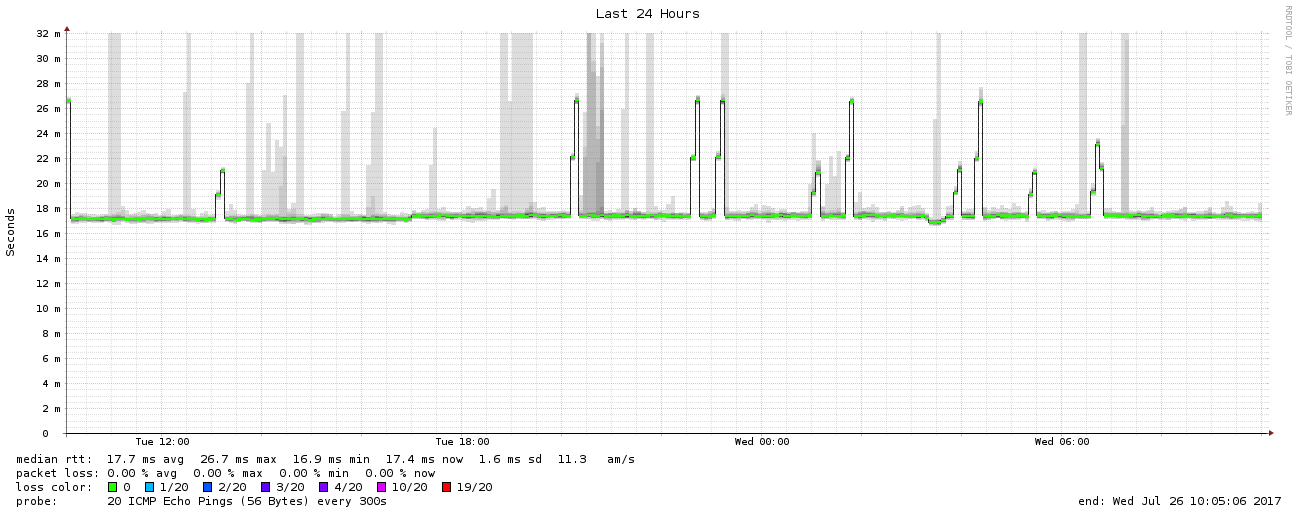 Last 24 Hours
RRDTOOL / TOBI OETIKER
Seconds
32 m
30 m
28 m
26 m
24 m
22 m
20 m
18 m
16 m
14 m
12 m
10 m
8 m
6 m
4 m
2 m
0
Tue 12:00 Tue 18:00 Wed 00:00 Wed 06:00
median rtt: 17.7 ms avg 26.7 ms max 16.9 ms min 17.4 ms now 1.6 ms sd 11.3 am/s
packet loss: 0.00 % avg 0.00 % max 0.00 % min 0.00 % now
loss color: 0 1/20 2/20 3/20 4/20 10/20 19/20
probe: 20 ICMP Echo Pings (56 Bytes) every 300s end: Wed Jul 26 10:05:06 2017